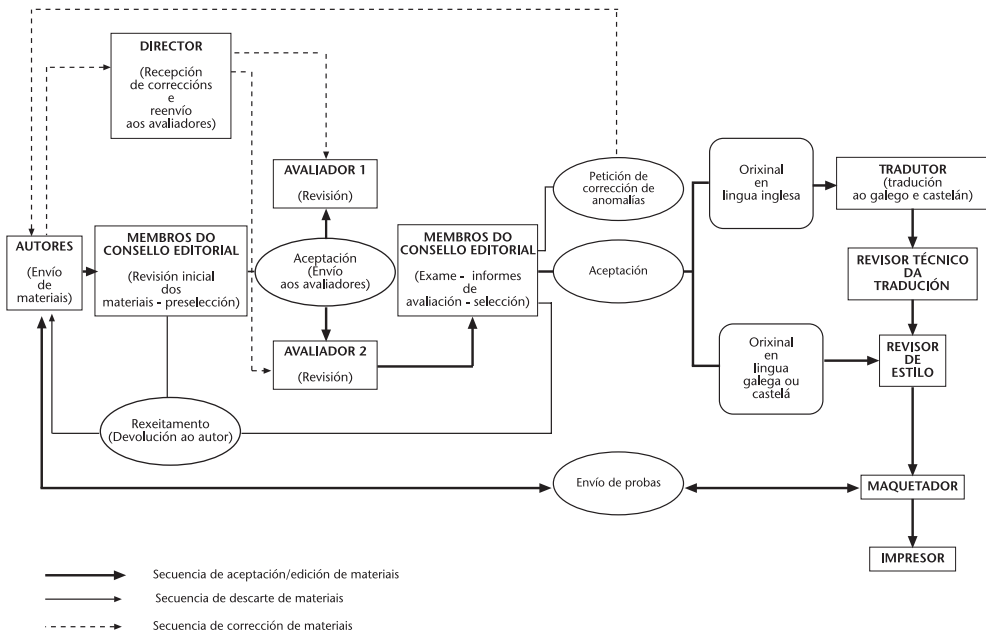 DIRECTOR
(Recepción
de correccións
e
reenvío
aos avaliadores)
AVALIADOR 1
(Revisión)
Petición de
corrección de
anomalías
Orixinal
en
lingua inglesa
TRADUTOR
(tradución
ao galego e castelán)
AUTORES
(Envío
de
materiais)
MEMBROS DO
CONSELLO EDITORIAL
(Revisión inicial
dos
materiais - preselección)
Aceptación
(Envío
aos avaliadores)
MEMBROS DO
CONSELLO EDITORIAL
(Exame - informes
de
avaliación - selección)
Aceptación
REVISOR TÉCNICO
DA
TRADUCIÓN
AVALIADOR 2
(Revisión)
Orixinal
en
lingua
galega ou
castelá
REVISOR
DE
ESTILO
Rexeitamento
(Devolución ao autor)
Envío de probas
MAQUETADOR
IMPRESOR
Secuencia de aceptación/edición de materiais
Secuencia de descarte de materiais
Secuencia de corrección de materiais